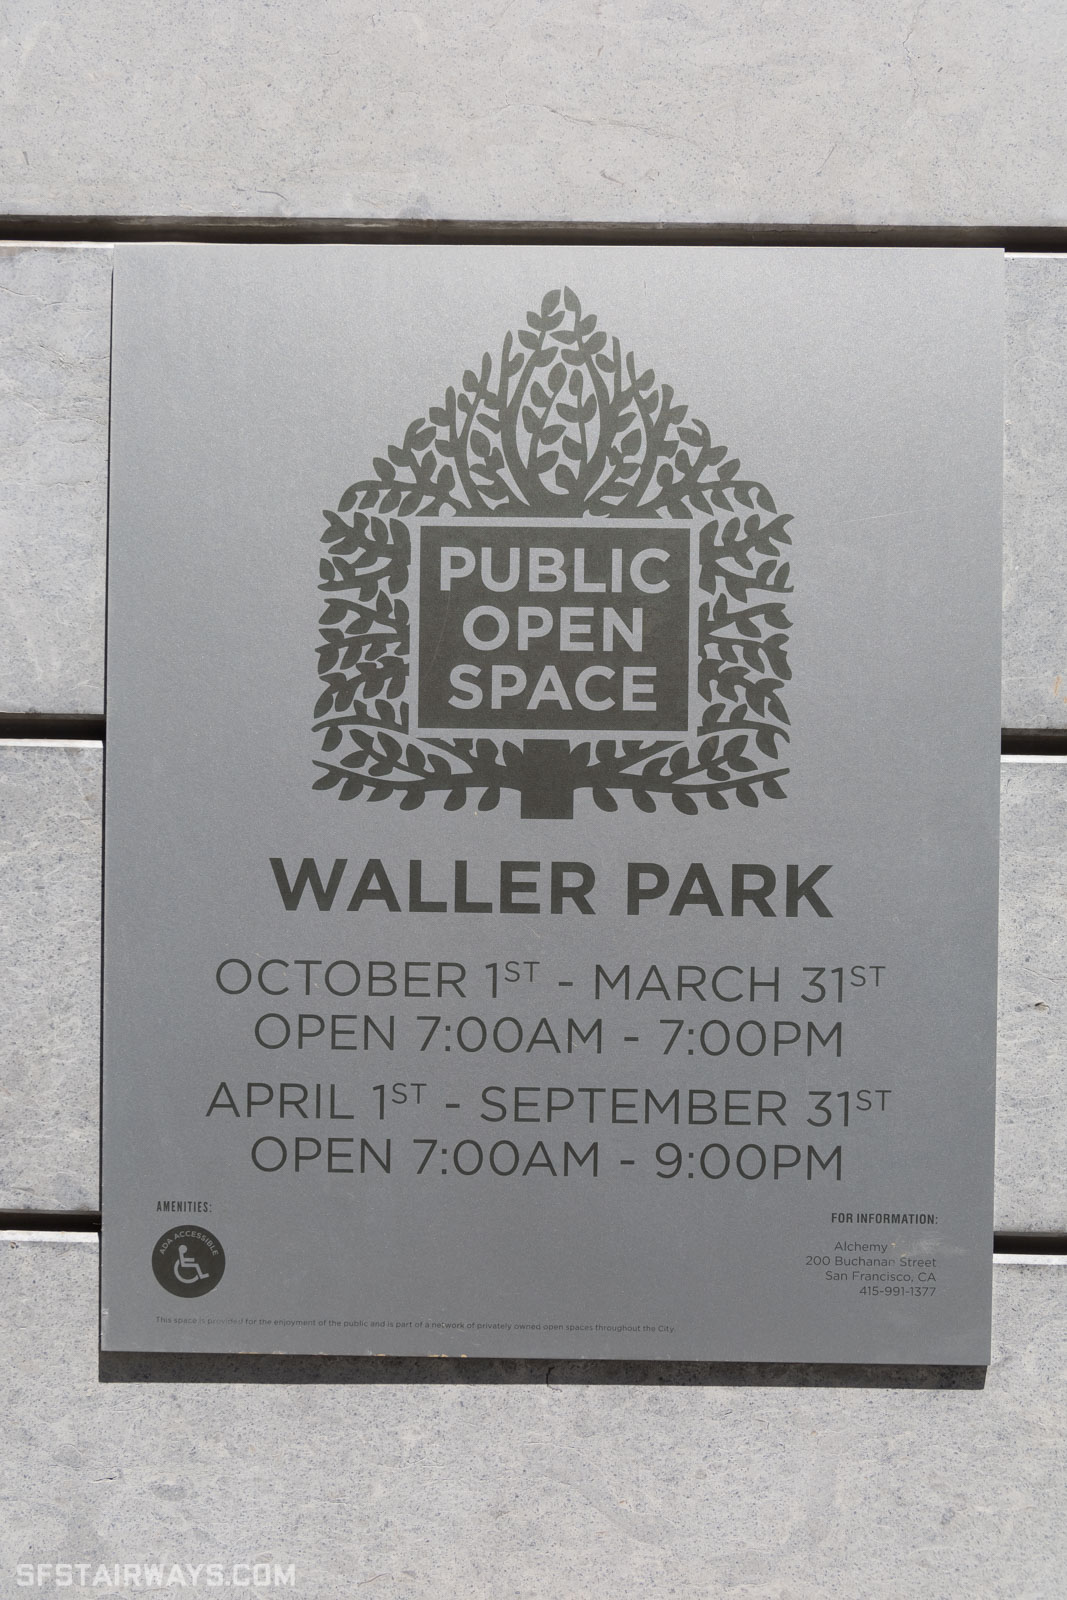 PUBLIC
OPEN
SPACE
WALLER PARK
OCTOBER 1ST - MARCH 31ST
OPEN 7:00AM - 7:00PM
APRIL 1ST - SEPTEMBER 31ST
OPEN 7:00AM - 9:00PM
AMENITIES:
ADA ACCESSIBLE
FOR INFORMATION:
Alchemy
200 Buchanan Street
San Francisco, CA
415-991-1377
This space is provided for the enjoyment of the public and is part of a network of privately owned open spaces throughout the City.
SFSTAIRWAYS.COM